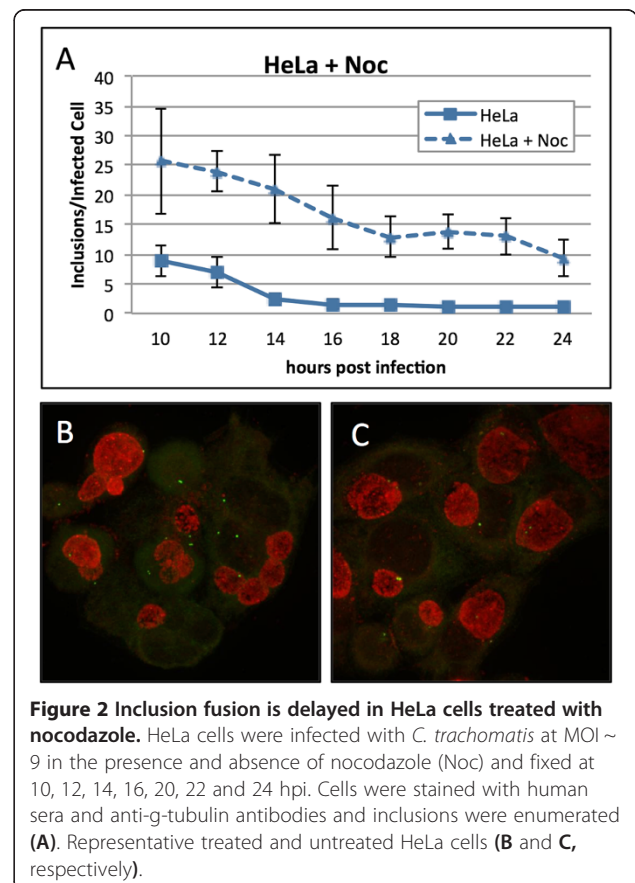 A
HeLa + Noc
40
35
30
25
20
15
10
5
0
Inclusions/Infected Cell
HeLa
HeLa + Noc
10 12 14 16 18 20 22 24
hours post infection
B
C
Figure 2 Inclusion fusion is delayed in HeLa cells treated with
nocodazole. HeLa cells were infected with C. trachomatis at MOI ~
9 in the presence and absence of nocodazole (Noc) and fixed at
10, 12, 14, 16, 20, 22 and 24 hpi. Cells were stained with human
sera and anti-g-tubulin antibodies and inclusions were enumerated
(A). Representative treated and untreated HeLa cells (B and C,
respectively).